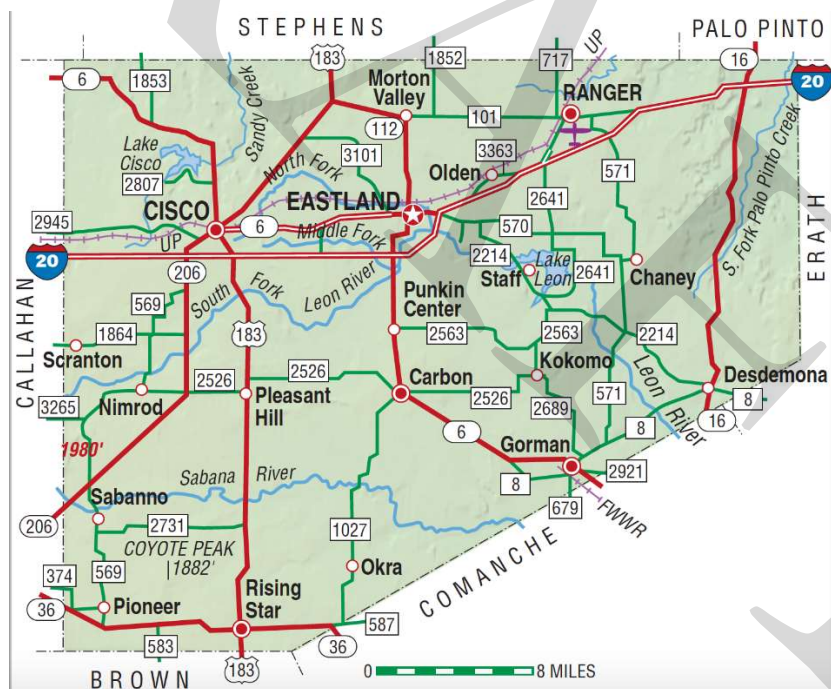 STEPHENS
PALO PINTO
183
1852
717
UP
16
6
1853
Morton
Valley
RANGER
20
Sandy Creek
112
101
Lake
Cisco
3101
3363
Olden
571
2807
North Fork
2641
S. Fork Palo Pinto Creek
ERATH
2945
CISCO
EASTLAND
6
570
UP
Middle Fork
20
2214
Lake
Leon
Staff
2641
Chaney
206
CALLAHAN
South Fork
Leon River
569
Punkin
Center
183
1864
2563
2563
2214
Scranton
Kokomo
Leon River
Desdemona
2526
2526
Carbon
2526
Nimrod
Pleasant
Hill
2689
571
8
3265
6
8
16
1980'
Gorman
Sabana River
8
2921
Sabanno
679
FWWR
206
2731
1027
COYOTE PEAK
1882'
COMANCHE
374
569
Okra
36
Pioneer
Rising
Star
587
583
36
183
BROWN
0
8 MILES